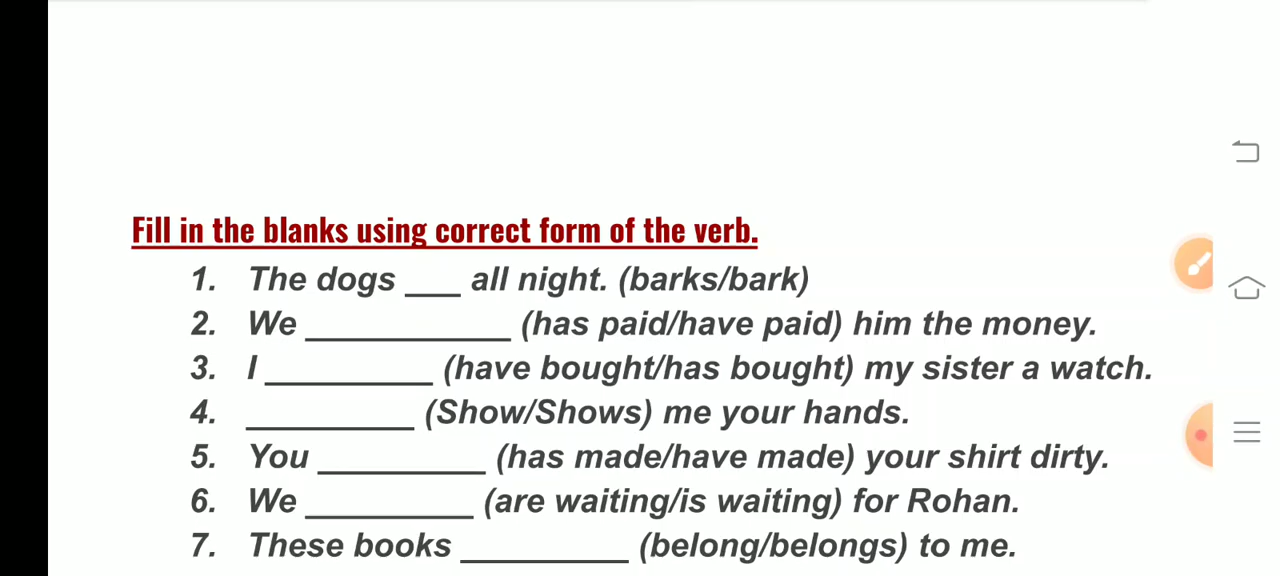 Fill in the blanks using correct form of the verb.
1. The dogs ___ all night. (barks/bark)
2. We ___________ (has paid/have paid) him the money.
3. I _________ (have bought/has bought) my sister a watch.
4. _________ (Show/Shows) me your hands.
5. You _________ (has made/have made) your shirt dirty.
6. We _________ (are waiting/is waiting) for Rohan.
7. These books _________ (belong/belongs) to me.